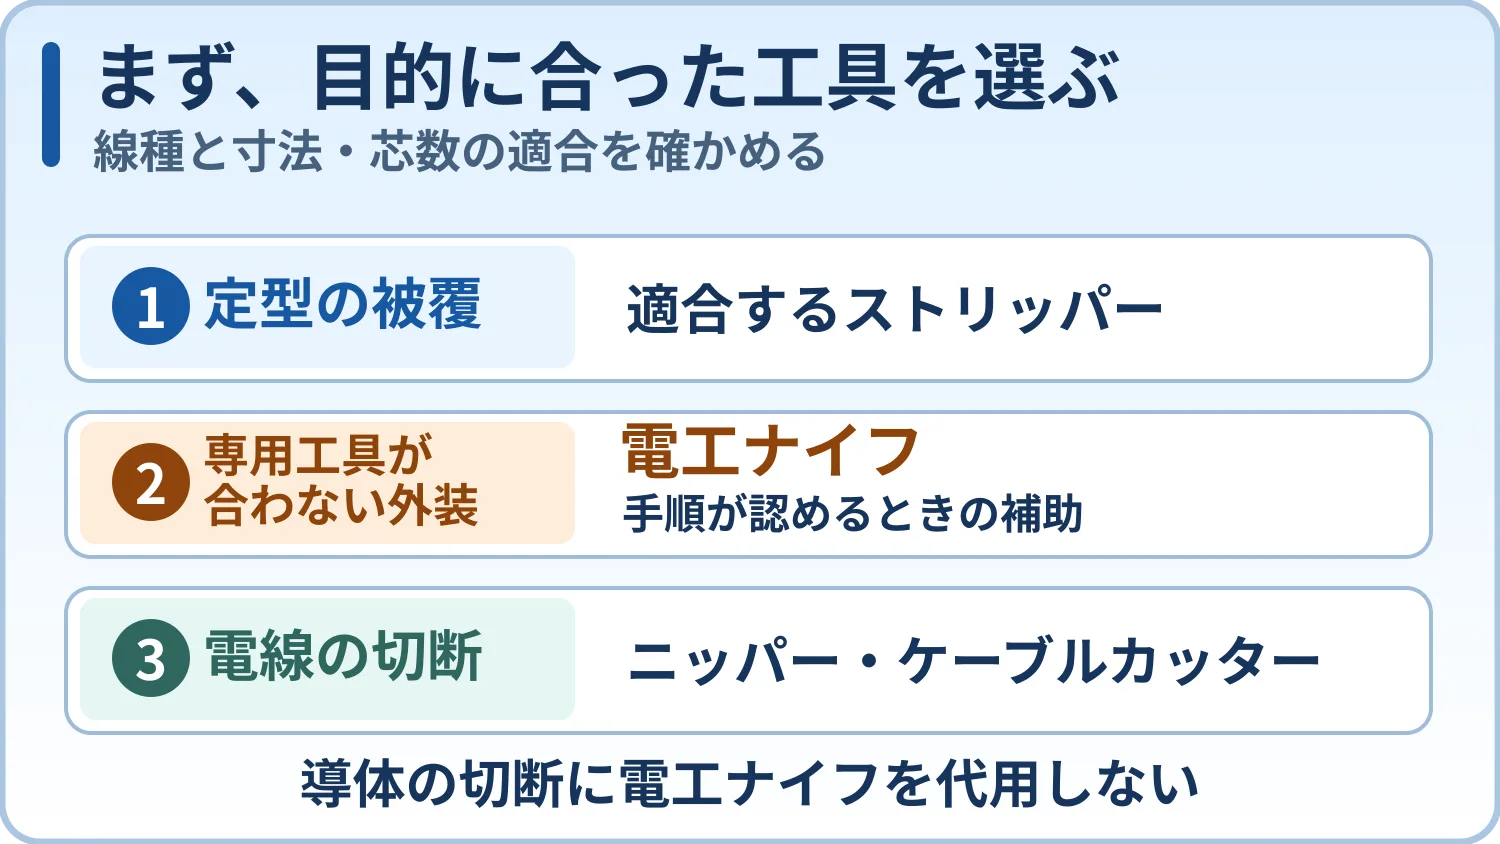 まず、目的に合った工具を選ぶ
線種と寸法・芯数の適合を確かめる
1 定型の被覆
適合するストリッパー
2 専用工具が
合わない外装
電工ナイフ
手順が認めるときの補助
3 電線の切断
ニッパー・ケーブルカッター
導体の切断に電工ナイフを代用しない